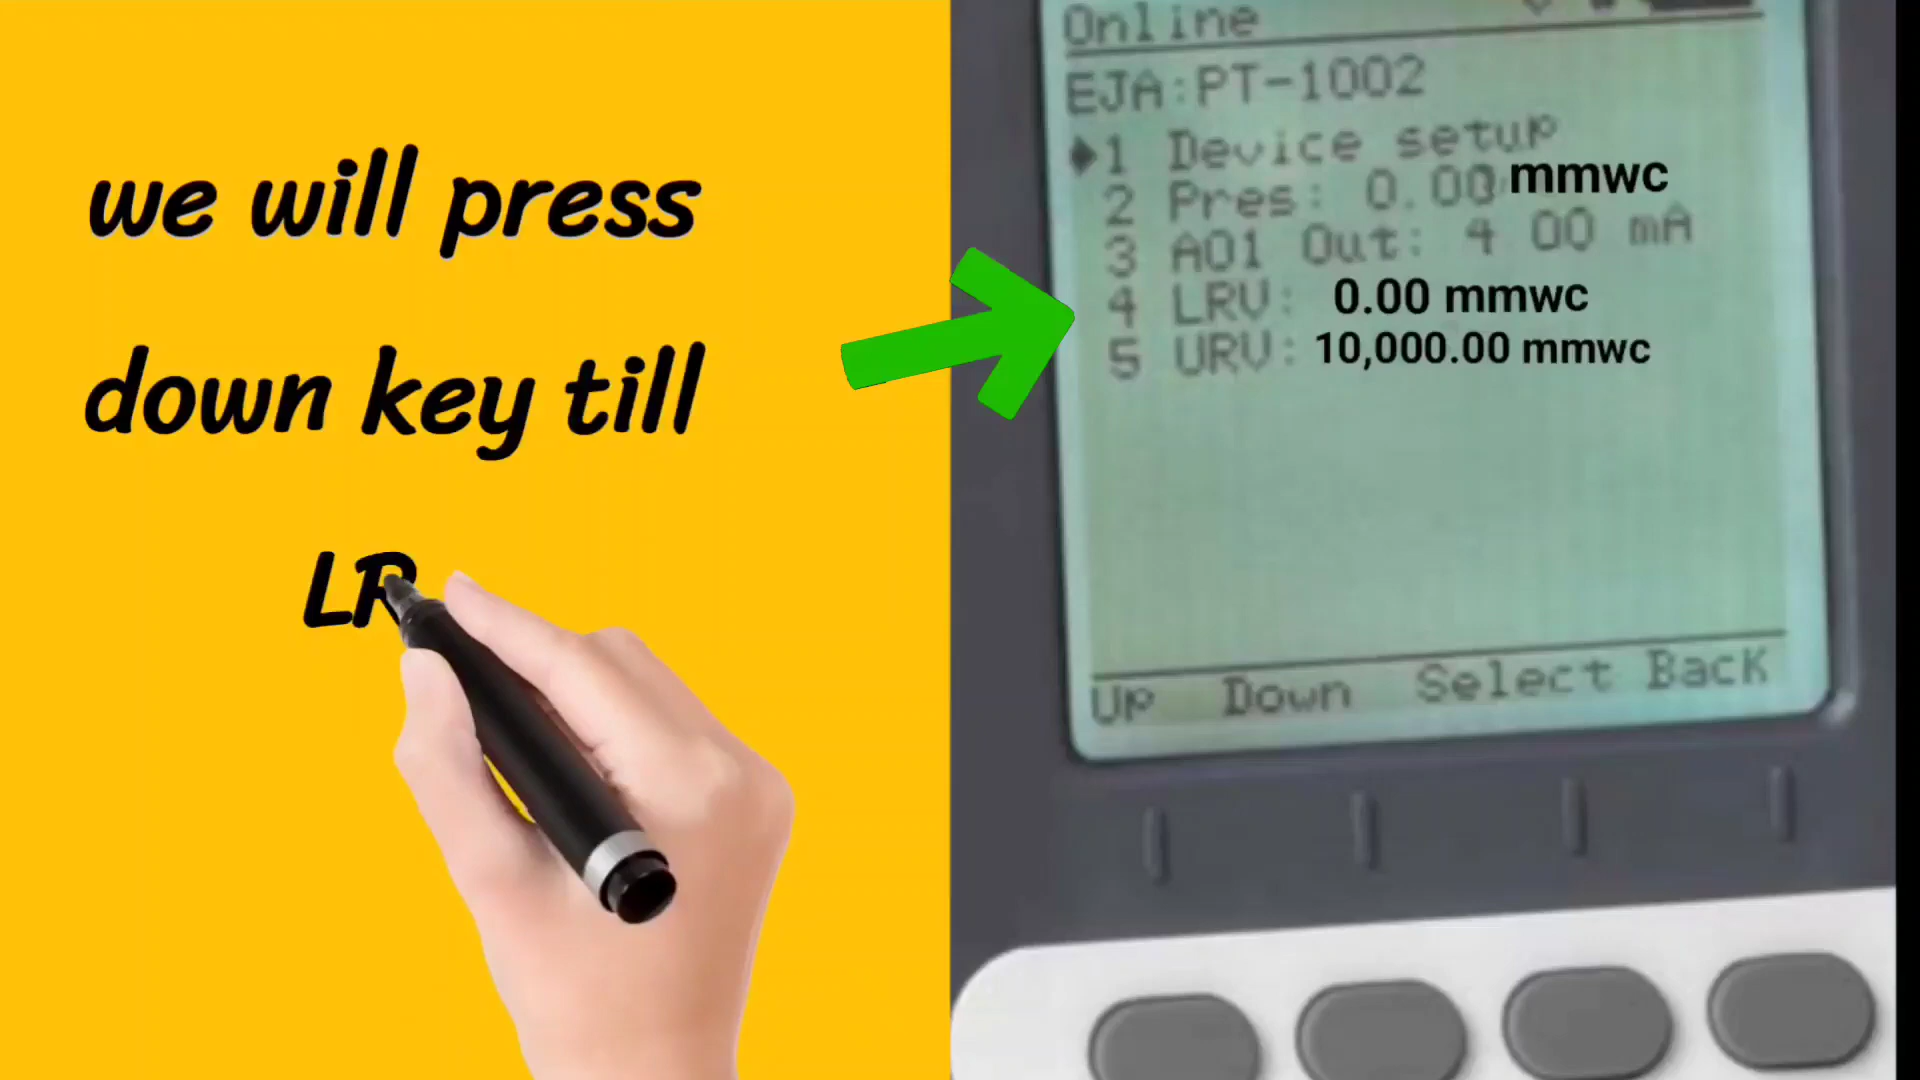 we will press
down key till
LR
Online
EJA:PT-1002
1 Device setup
2 Pres: 0.00 mmwc
3 AO1 Out: 4 00 mA
4 LRV: 0.00 mmwc
5 URV: 10,000.00 mmwc
Up Down Select Back